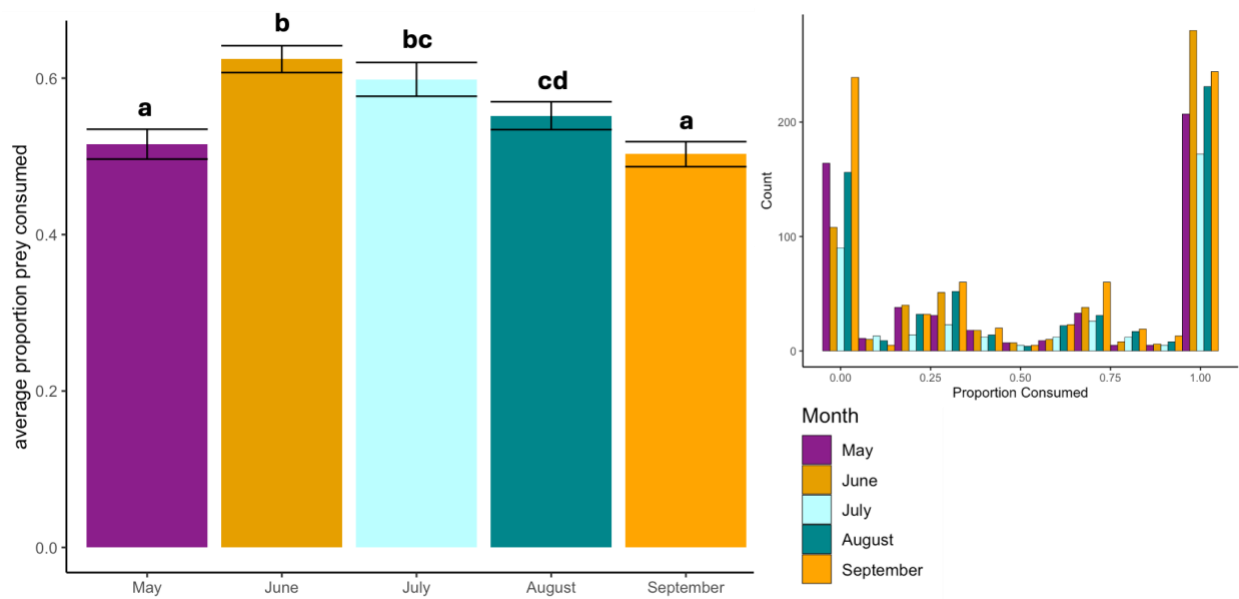 average proportion prey consumed
0.6
0.4
0.2
0.0
a
b
bc
cd
a
May
June
July
August
September
Count
200
100
0
0.00
0.25
0.50
0.75
1.00
Proportion Consumed
Month
May
June
July
August
September